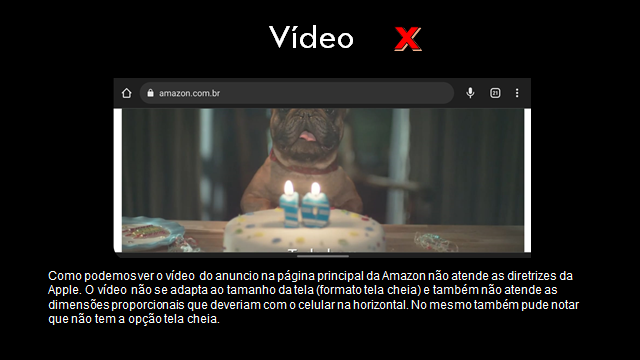 Vídeo X
amazon.com.br
21
Como podemos ver o vídeo do anuncio na página principal da Amazon não atende as diretrizes da
Apple. O vídeo não se adapta ao tamanho da tela (formato tela cheia) e também não atende as
dimensões proporcionais que deveriam com o celular na horizontal. No mesmo também pude notar
que não tem a opção tela cheia.